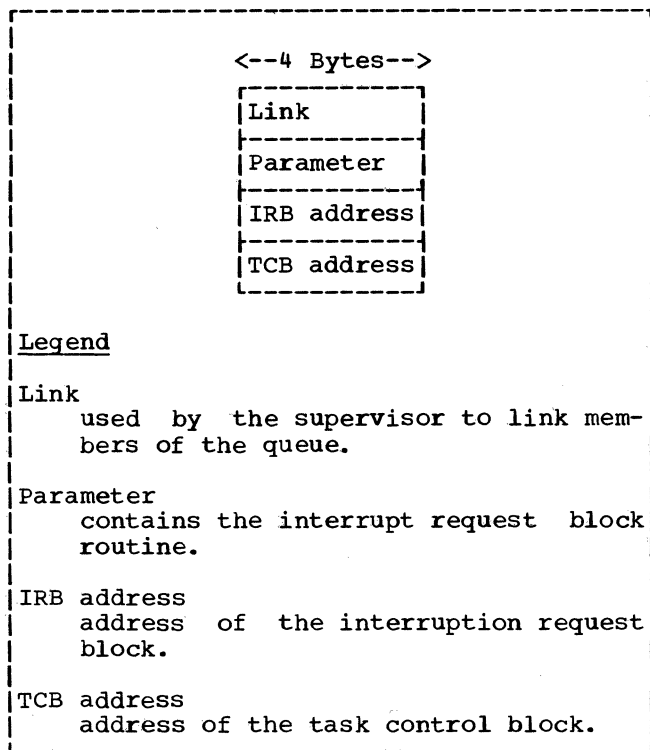 <--4 Bytes-->
Link
Parameter
IRB address
TCB address
Legend
Link
used by the supervisor to link mem-
bers of the queue.
Parameter
contains the interrupt request block
routine.
IRB address
address of the interruption request
block.
TCB address
address of the task control block.